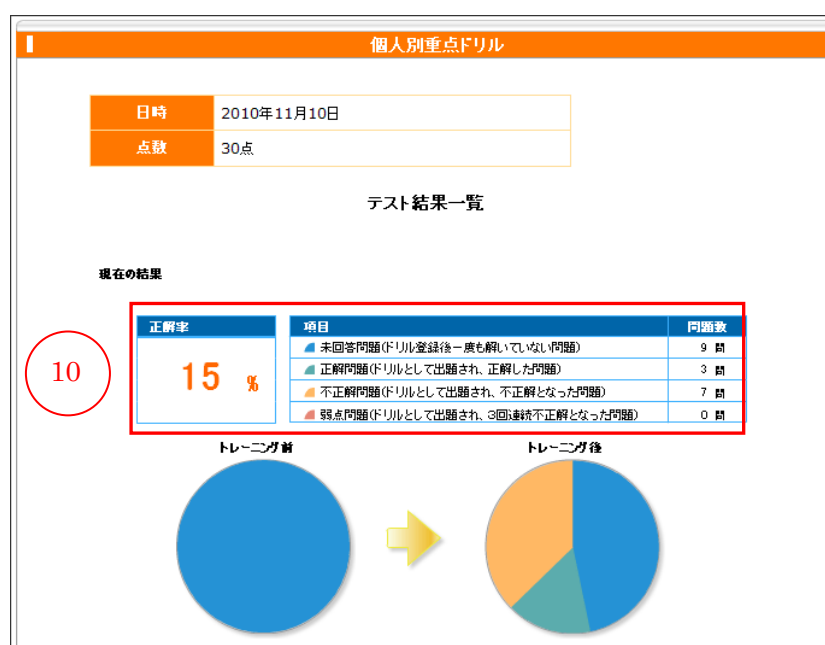 個人別重点ドリル
日時 2010年11月10日
点数 30点
テスト結果一覧
現在の結果
10
正解率
15 %
項目 問題数
未回答問題(ドリル登録後一度も解いていない問題) 9 問
正解問題(ドリルとして出題され、正解した問題) 3 問
不正解問題(ドリルとして出題され、不正解となった問題) 7 問
弱点問題(ドリルとして出題され、3回連続不正解となった問題) 0 問
トレーニング前 トレーニング後